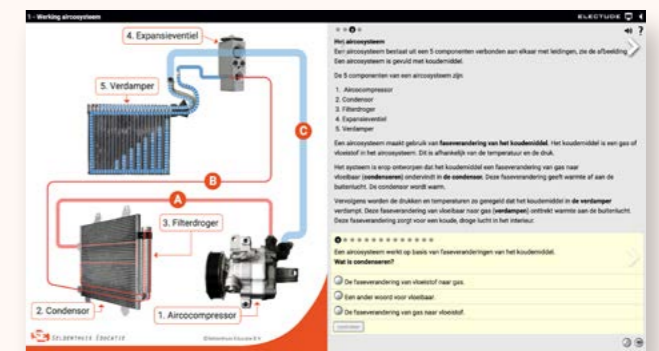 1 - Werking aircosysteem
ELECTUDE
4. Expansieventiel
5. Verdamper
C
B
A
3. Filterdroger
2. Condensor
1. Aircocompressor
SELDENTHUIS EDUCATIE
©Seldenthuis Educatie B.V.
?
Het aircosysteem
Een aircosysteem bestaat uit een 5 componenten verbonden aan elkaar met leidingen, zie de afbeelding.
Een aircosysteem is gevuld met koudemiddel.
De 5 componenten van een aircosysteem zijn:
1. Aircocompressor
2. Condensor
3. Filterdroger
4. Expansieventiel
5. Verdamper
Een aircosysteem maakt gebruik van faseverandering van het koudemiddel. Het koudemiddel is een gas of
vloeistof in het aircosysteem. Dit is afhankelijk van de temperatuur en de druk.
Het systeem is erop ontworpen dat het koudemiddel een faseverandering van gas naar
vloeibaar (condenseren) ondervindt in de condensor. Deze faseverandering geeft warmte af aan de
buitenlucht. De condensor wordt warm.
Vervolgens worden de drukken en temperaturen zo geregeld dat het koudemiddel in de verdamper
verdampt. Deze faseverandering van vloeibaar naar gas (verdampen) onttrekt warmte aan de buitenlucht.
Deze faseverandering zorgt voor een koude, droge lucht in het interieur.
Een aircosysteem werkt op basis van faseveranderingen van het koudemiddel.
Wat is condenseren?
De faseverandering van vloeistof naar gas.
Een ander woord voor vloeibaar.
De faseverandering van gas naar vloeistof.